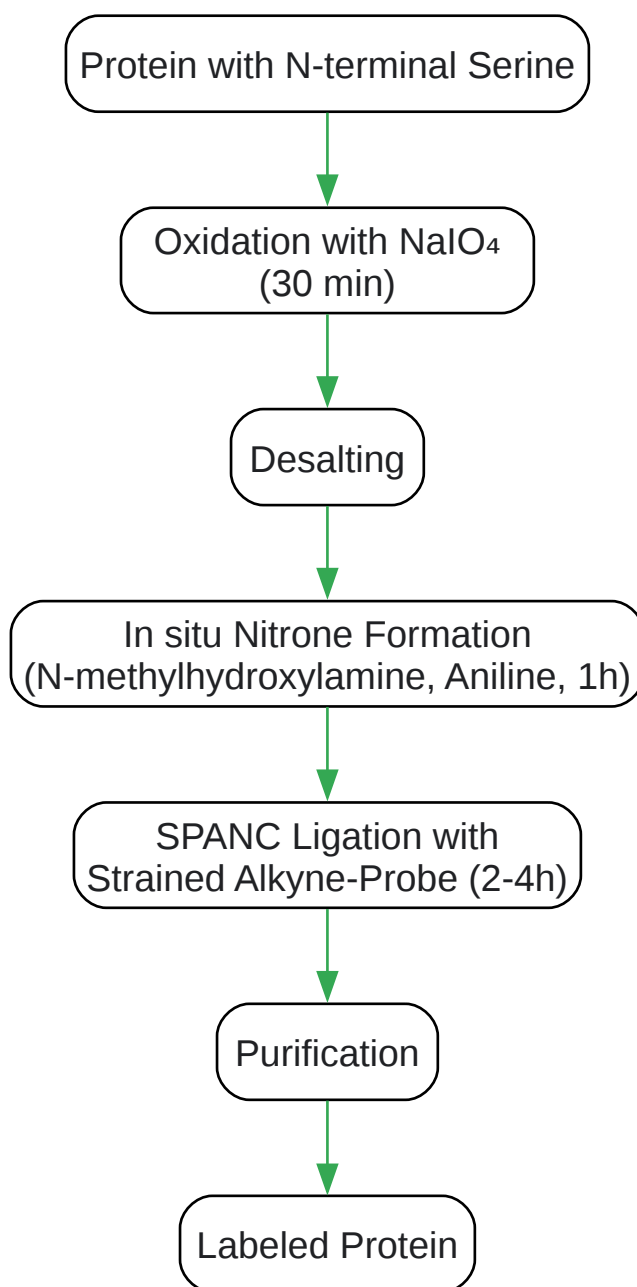 Protein with N-terminal Serine
Oxidation with NaIO₄
(30 min)
Desalting
In situ Nitrone Formation
(N-methylhydroxylamine, Aniline, 1h)
SPANC Ligation with
Strained Alkyne-Probe (2-4h)
Purification
Labeled Protein